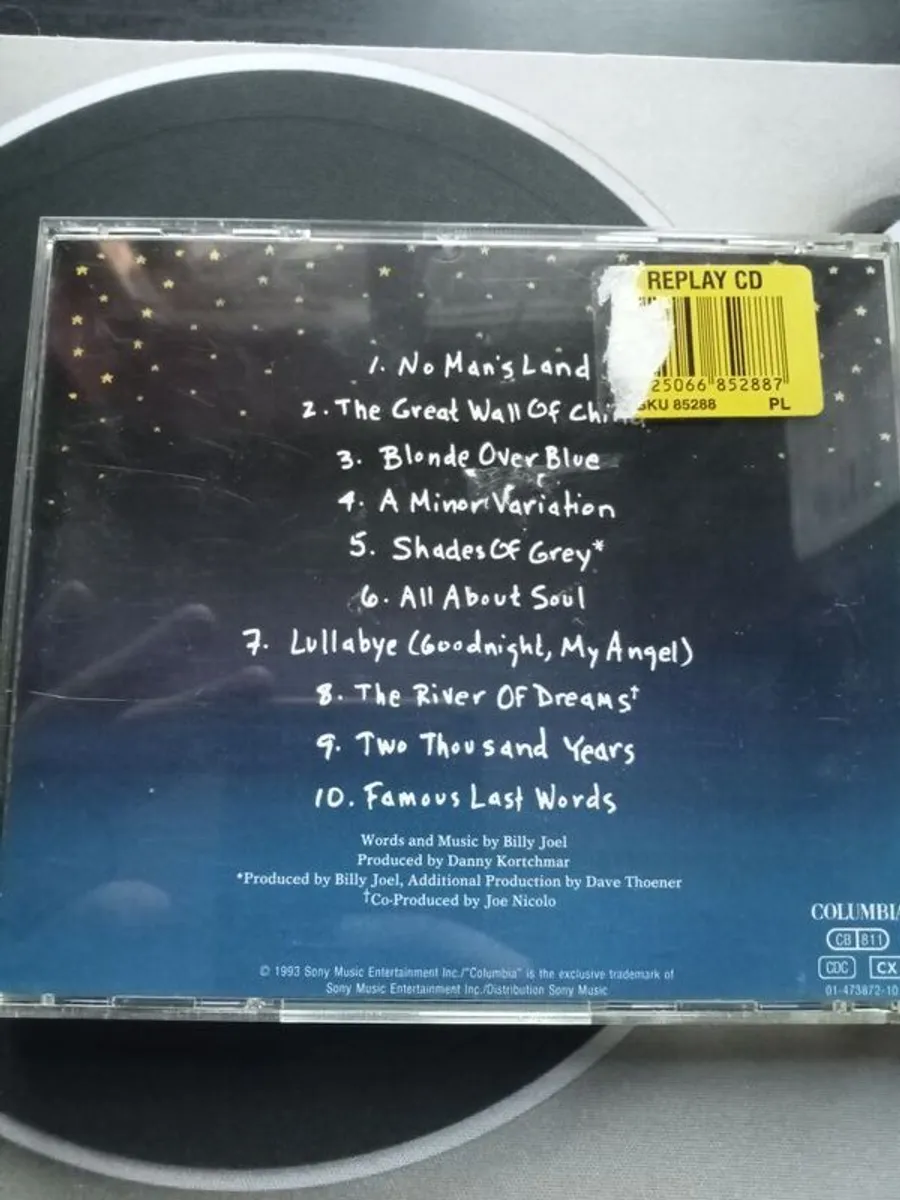 REPLAY CD
25066 852887
SKU 85288 PL
1. No Man's Land
2. The Great Wall Of
3. Blonde Over Blue
4. A Minor Variation
5. Shades Of Grey*
6. All About Soul
7. Lullabye (Goodnight, My Angel)
8. The River Of Dreams†
9. Two Thousand Years
10. Famous Last Words
Words and Music by Billy Joel
Produced by Danny Kortchmar
*Produced by Billy Joel, Additional Production by Dave Thoener
†Co-Produced by Joe Nicolo
COLUMBIA
CB 811
CDC CX
01-473872-10
© 1993 Sony Music Entertainment Inc./"Columbia" is the exclusive trademark of
Sony Music Entertainment Inc./Distribution Sony Music